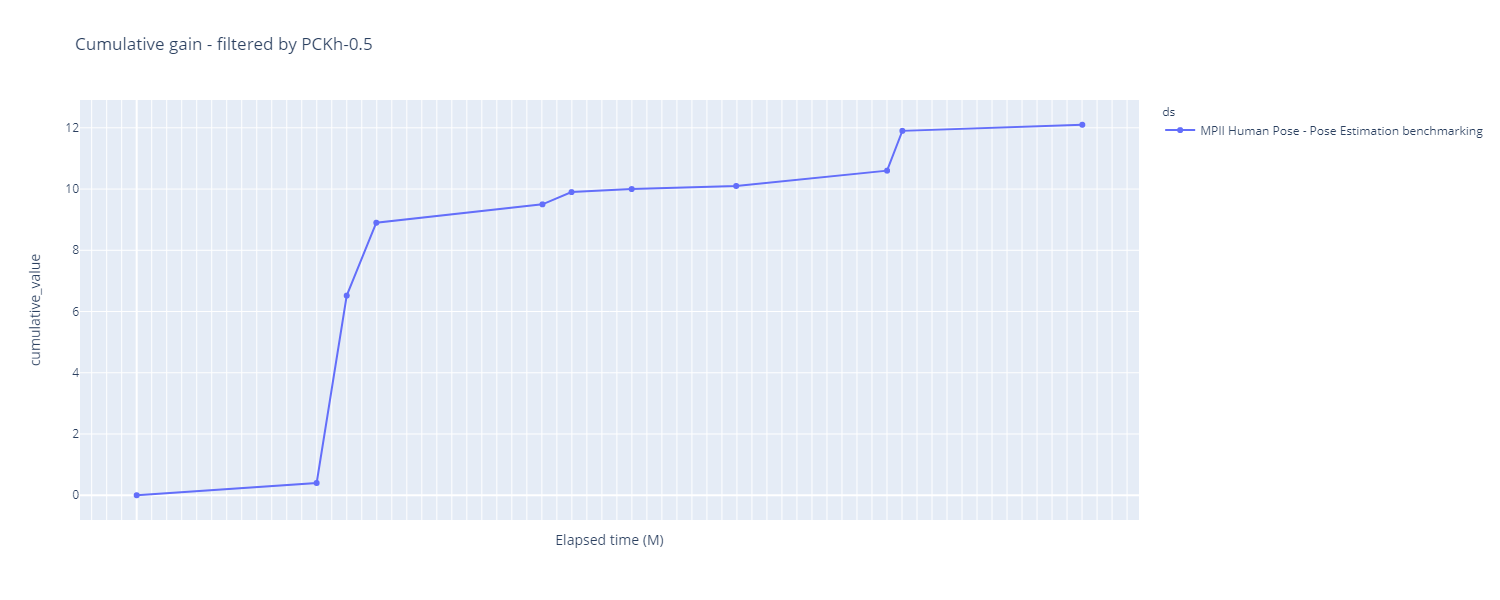 Cumulative gain - filtered by PCKh-0.5
ds
MPII Human Pose - Pose Estimation benchmarking
12
10
8
6
4
2
0
cumulative_value
Elapsed time (M)